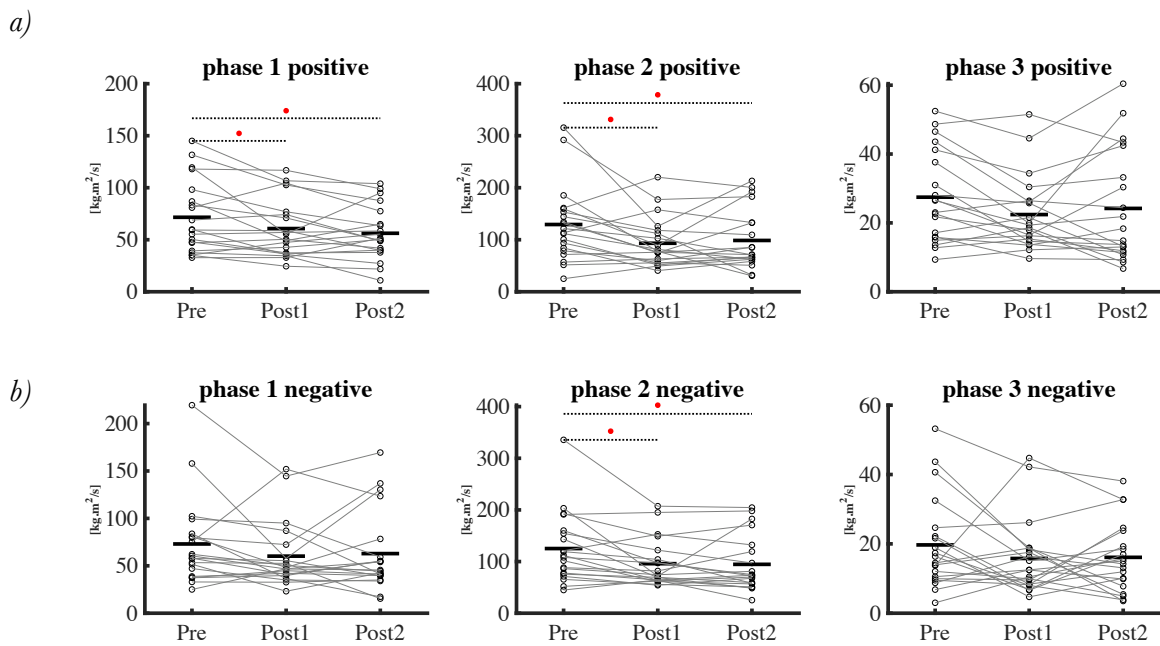 a)
phase 1 positive
200
150
100
50
0
[kg.m²/s]
Pre Post1 Post2
phase 2 positive
400
300
200
100
0
[kg.m²/s]
Pre Post1 Post2
phase 3 positive
60
40
20
0
[kg.m²/s]
Pre Post1 Post2
b)
phase 1 negative
200
150
100
50
0
[kg.m²/s]
Pre Post1 Post2
phase 2 negative
400
300
200
100
0
[kg.m²/s]
Pre Post1 Post2
phase 3 negative
60
40
20
0
[kg.m²/s]
Pre Post1 Post2